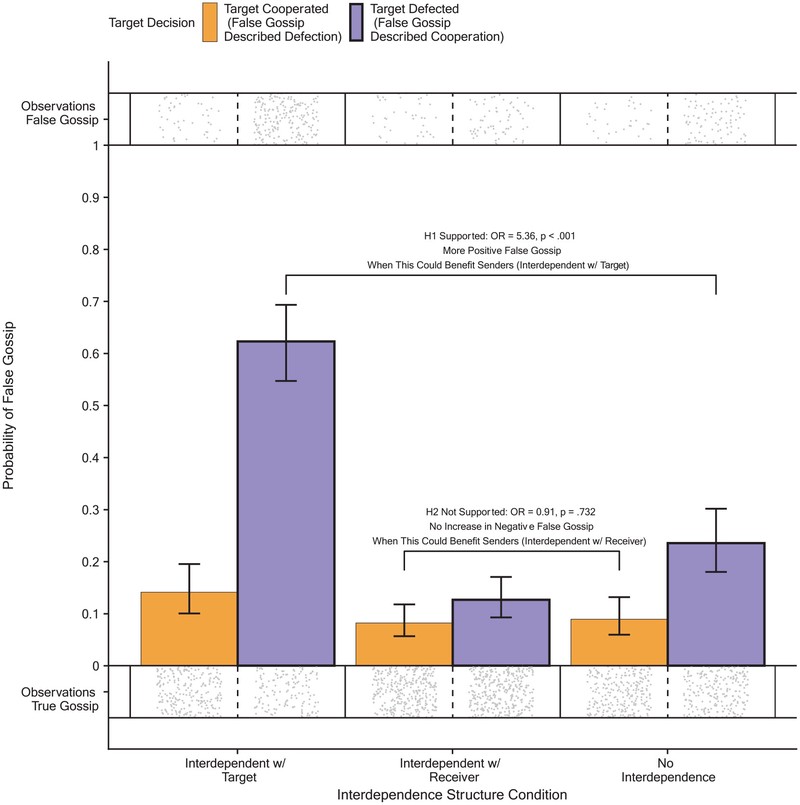 Target Decision
Target Cooperated
(False Gossip
Described Defection)
Target Defected
(False Gossip
Described Cooperation)
Observations
False Gossip
1
0.9
0.8
0.7
0.6
0.5
0.4
0.3
0.2
0.1
0
Probability of False Gossip
H1 Supported: OR = 5.36, p < .001
More Positive False Gossip
When This Could Benefit Senders (Interdependent w/ Target)
H2 Not Supported: OR = 0.91, p = .732
No Increase in Negative False Gossip
When This Could Benefit Senders (Interdependent w/ Receiver)
Observations
True Gossip
Interdependent w/
Target
Interdependent w/
Receiver
No
Interdependence
Interdependence Structure Condition